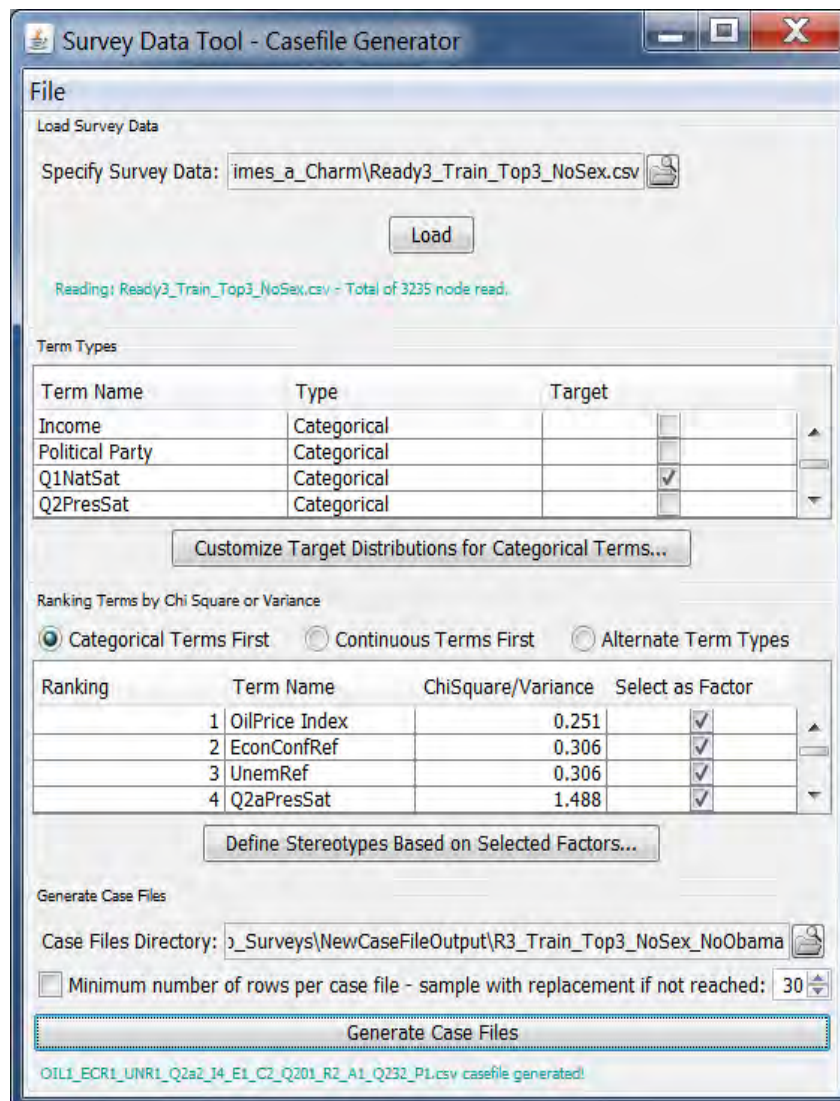 Survey Data Tool - Casefile Generator
File
Load Survey Data
Specify Survey Data: imes_a_Charm\Ready3_Train_Top3_NoSex.csv
Load
Reading: Ready3_Train_Top3_NoSex.csv - Total of 3235 node read.
Term Types
Term Name Type Target
Income Categorical
Political Party Categorical
Q1NatSat Categorical
Q2PresSat Categorical
Customize Target Distributions for Categorical Terms...
Ranking Terms by Chi Square or Variance
Categorical Terms First Continuous Terms First Alternate Term Types
Ranking Term Name ChiSquare/Variance Select as Factor
1 OilPrice Index 0.251
2 EconConfRef 0.306
3 UnemRef 0.306
4 Q2aPresSat 1.488
Define Stereotypes Based on Selected Factors...
Generate Case Files
Case Files Directory: o_Surveys\NewCaseFileOutput\R3_Train_Top3_NoSex_NoObama
Minimum number of rows per case file - sample with replacement if not reached: 30
Generate Case Files
OIL1_ECR1_UNR1_Q2a2_I4_E1_C2_Q201_R2_A1_Q232_P1.csv casefile generated!